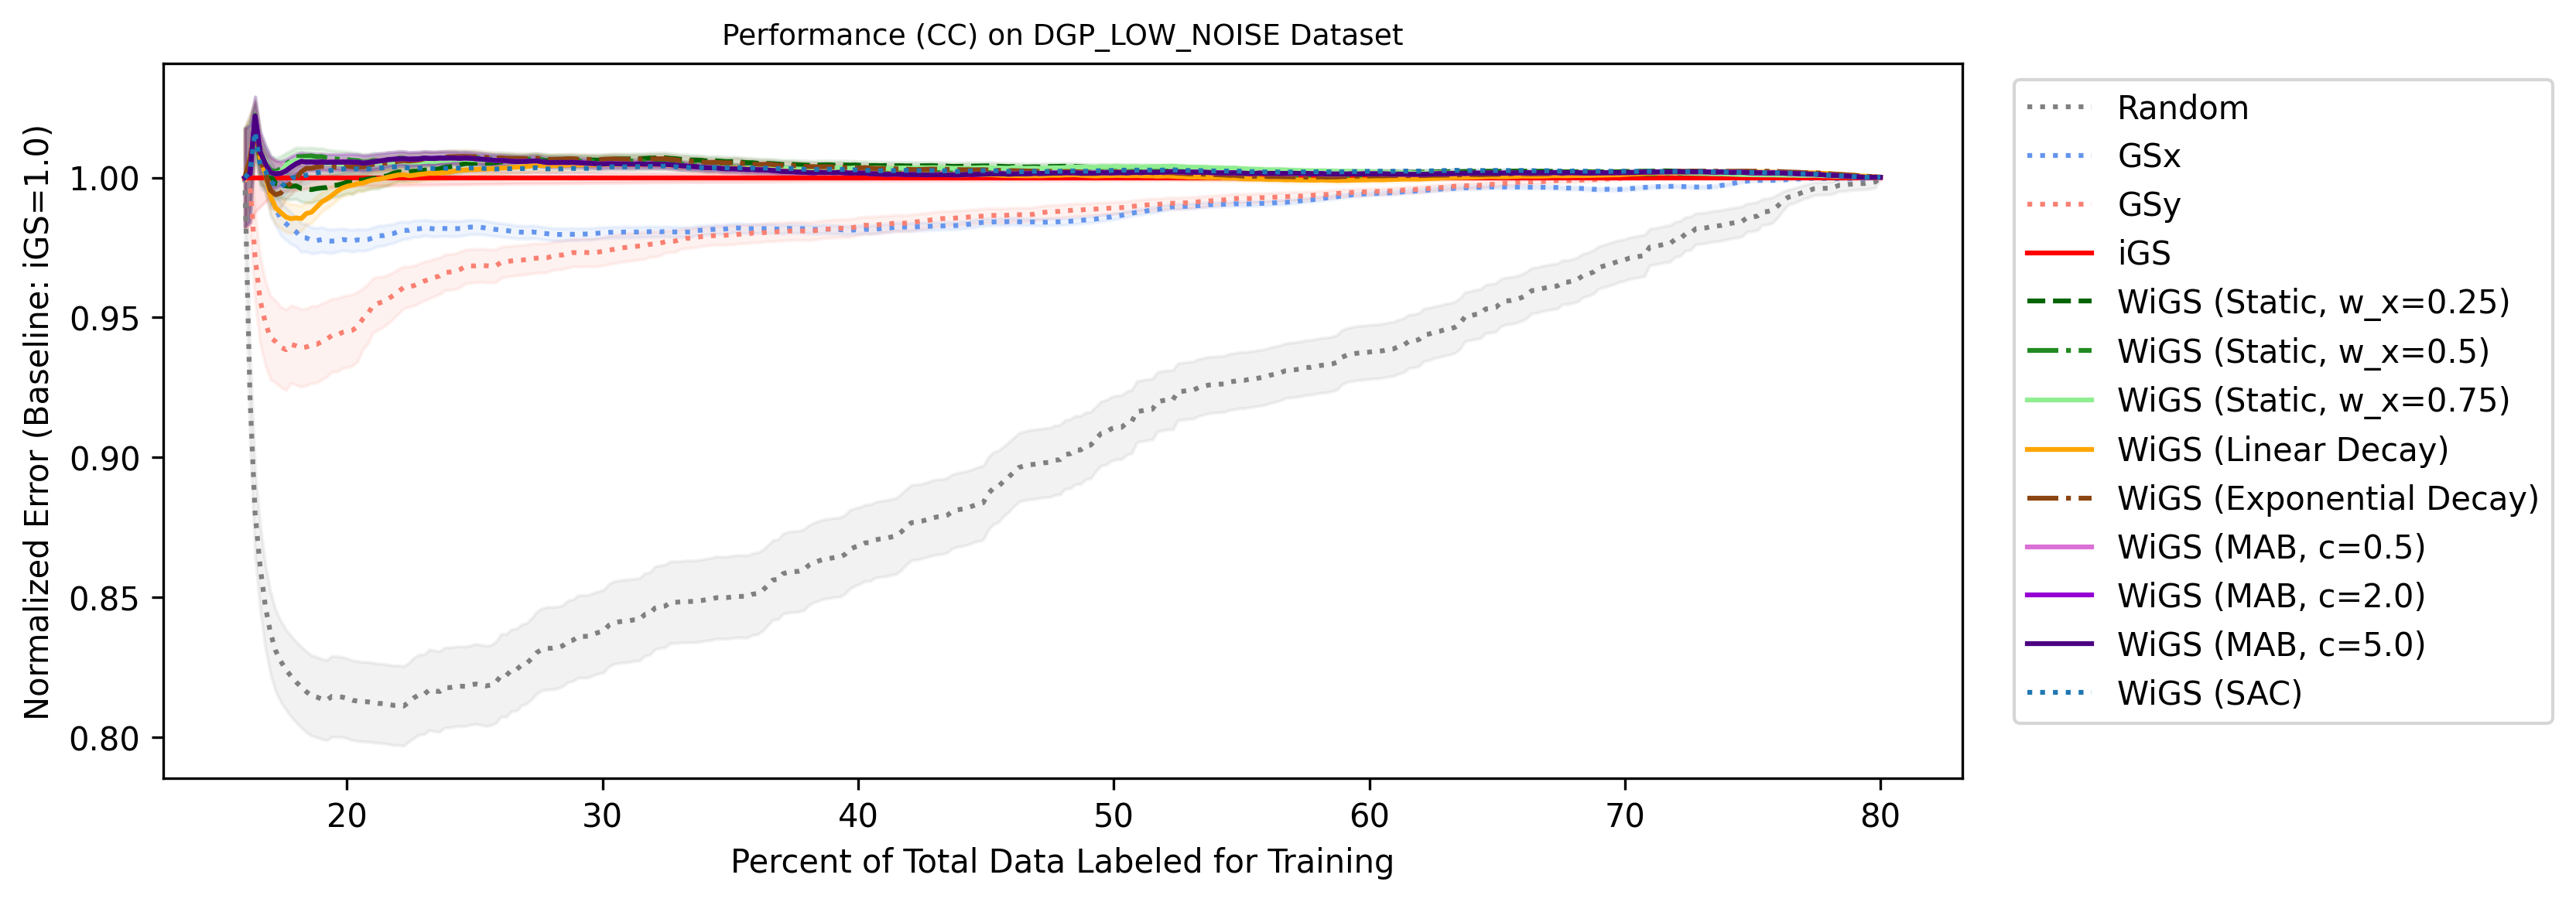 Performance (CC) on DGP_LOW_NOISE Dataset
Normalized Error (Baseline: iGS=1.0)
1.00
0.95
0.90
0.85
0.80
20 30 40 50 60 70 80
Percent of Total Data Labeled for Training
Random
GSx
GSy
iGS
WiGS (Static, w_x=0.25)
WiGS (Static, w_x=0.5)
WiGS (Static, w_x=0.75)
WiGS (Linear Decay)
WiGS (Exponential Decay)
WiGS (MAB, c=0.5)
WiGS (MAB, c=2.0)
WiGS (MAB, c=5.0)
WiGS (SAC)